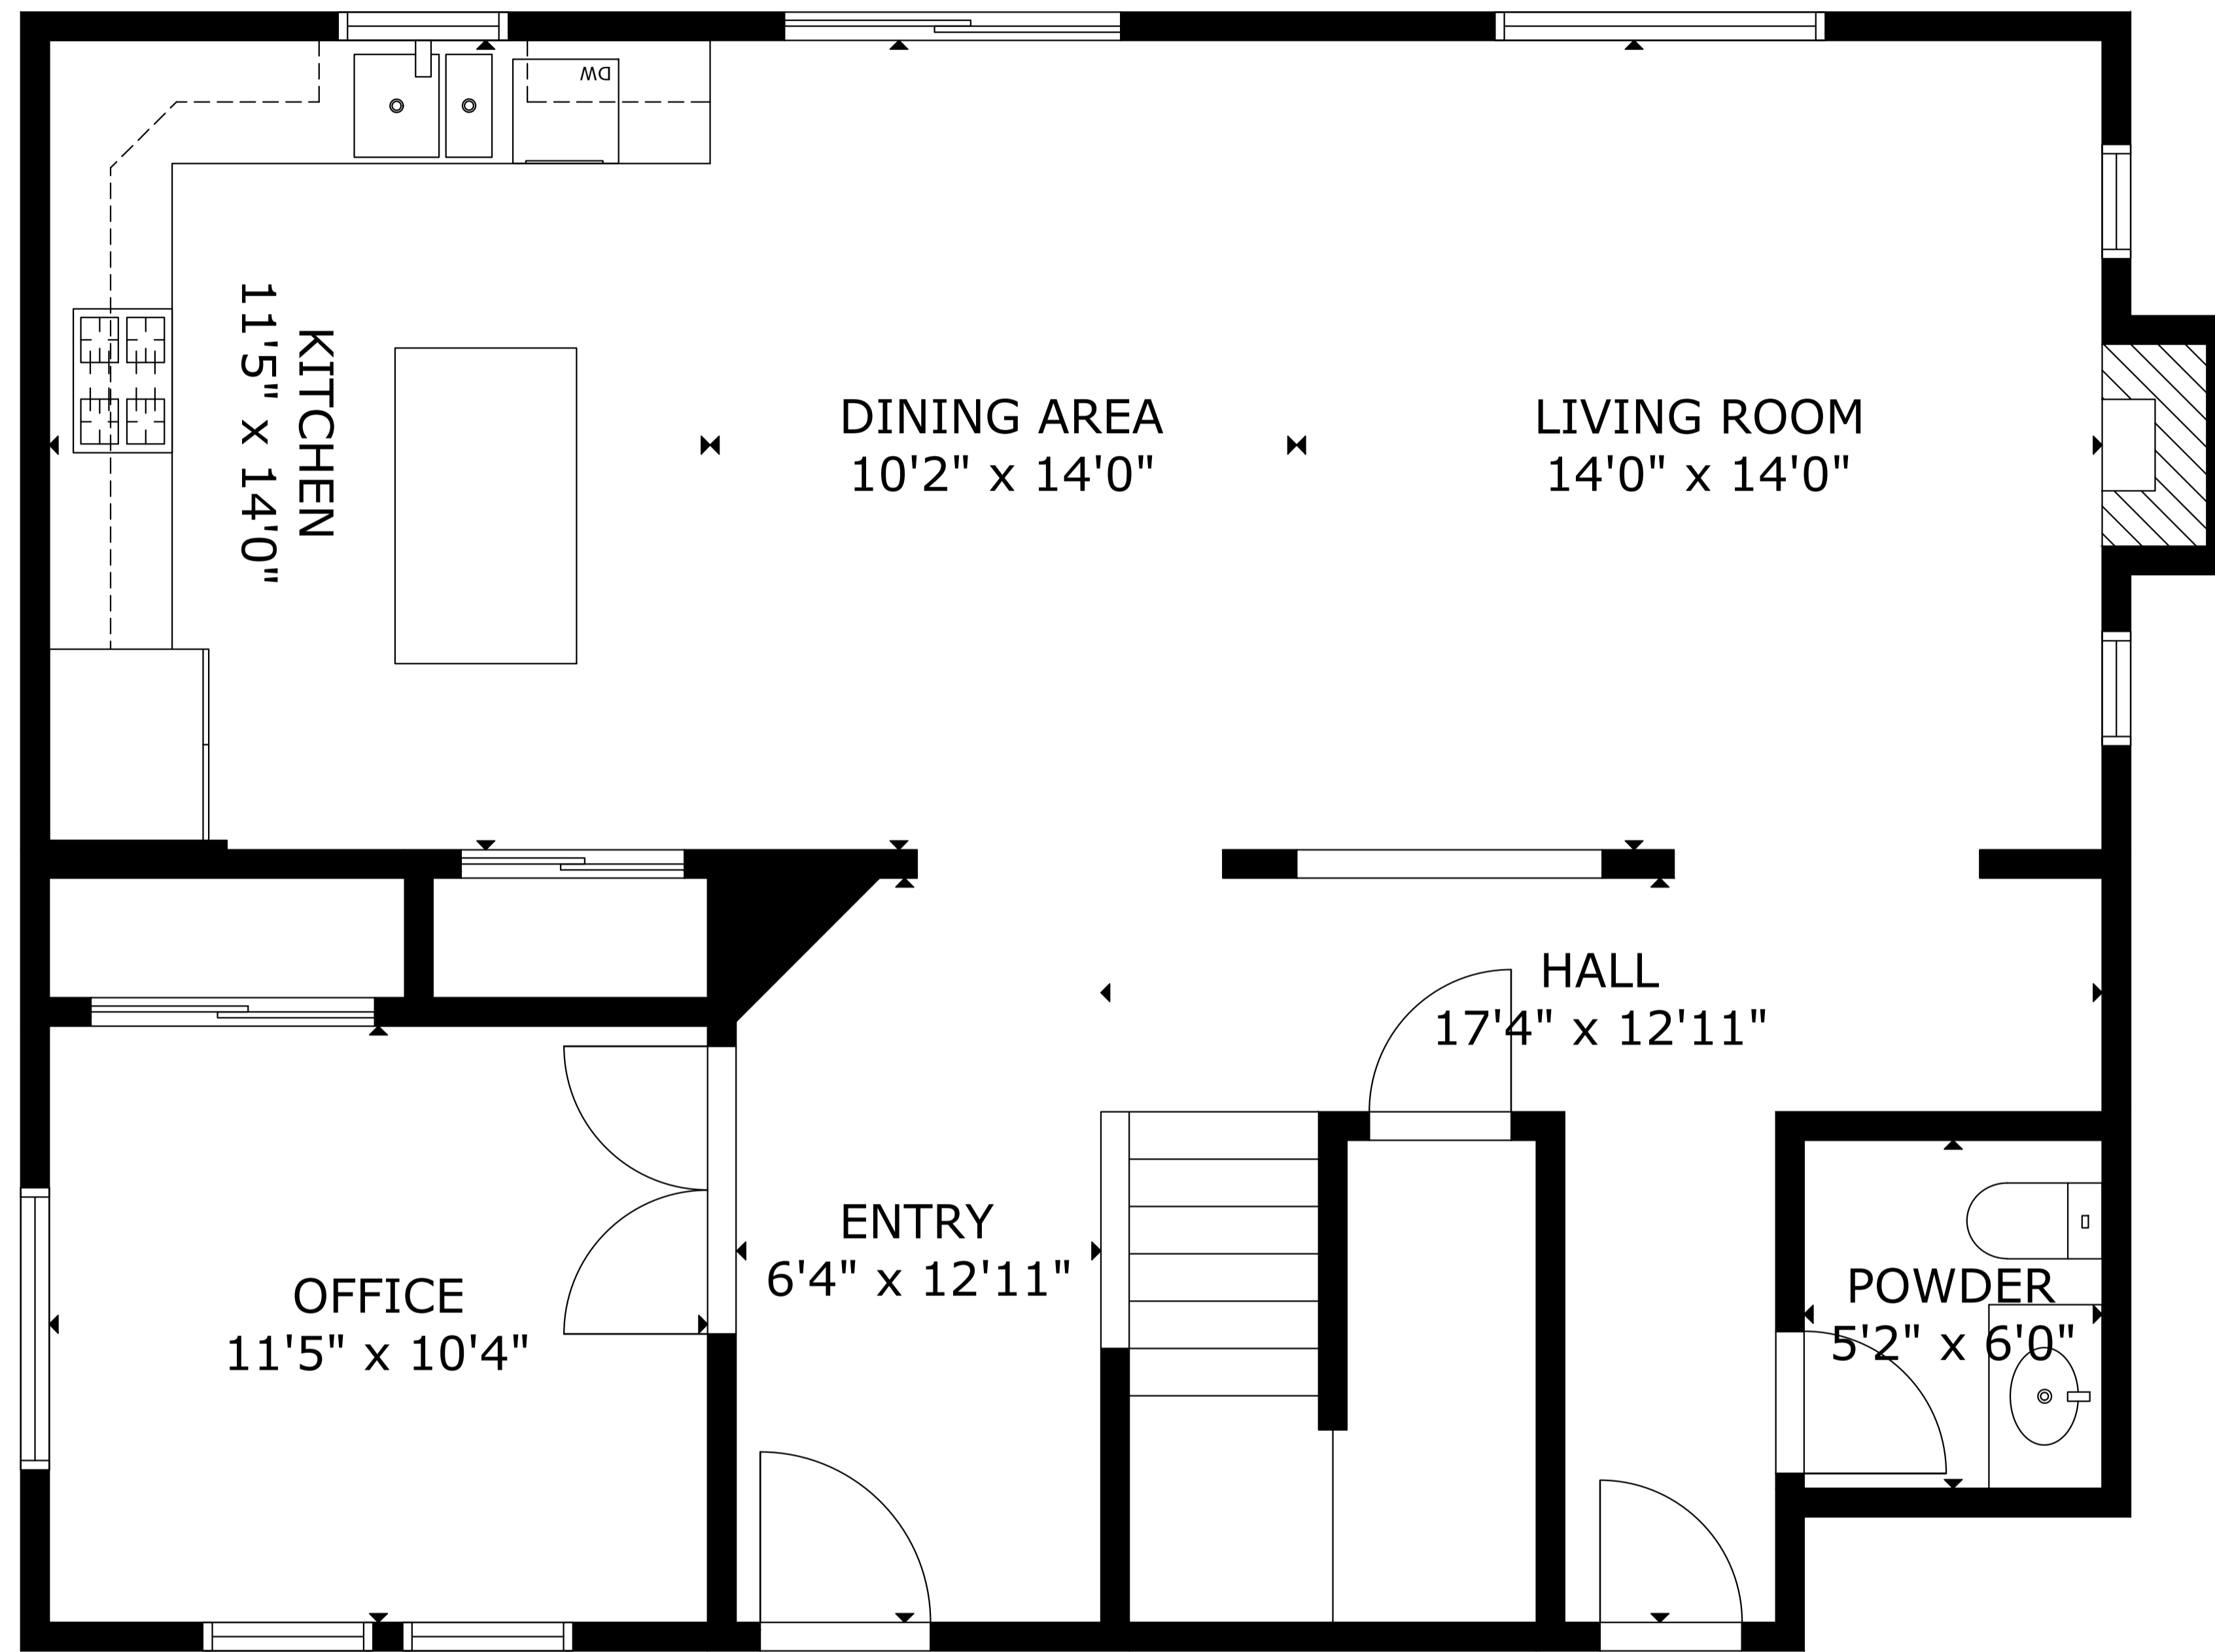 DW
KITCHEN
11'5" x 14'0"
DINING AREA
10'2" x 14'0"
LIVING ROOM
14'0" x 14'0"
HALL
17'4" x 12'11"
ENTRY
6'4" x 12'11"
OFFICE
11'5" x 10'4"
POWDER
5'2" x 6'0"